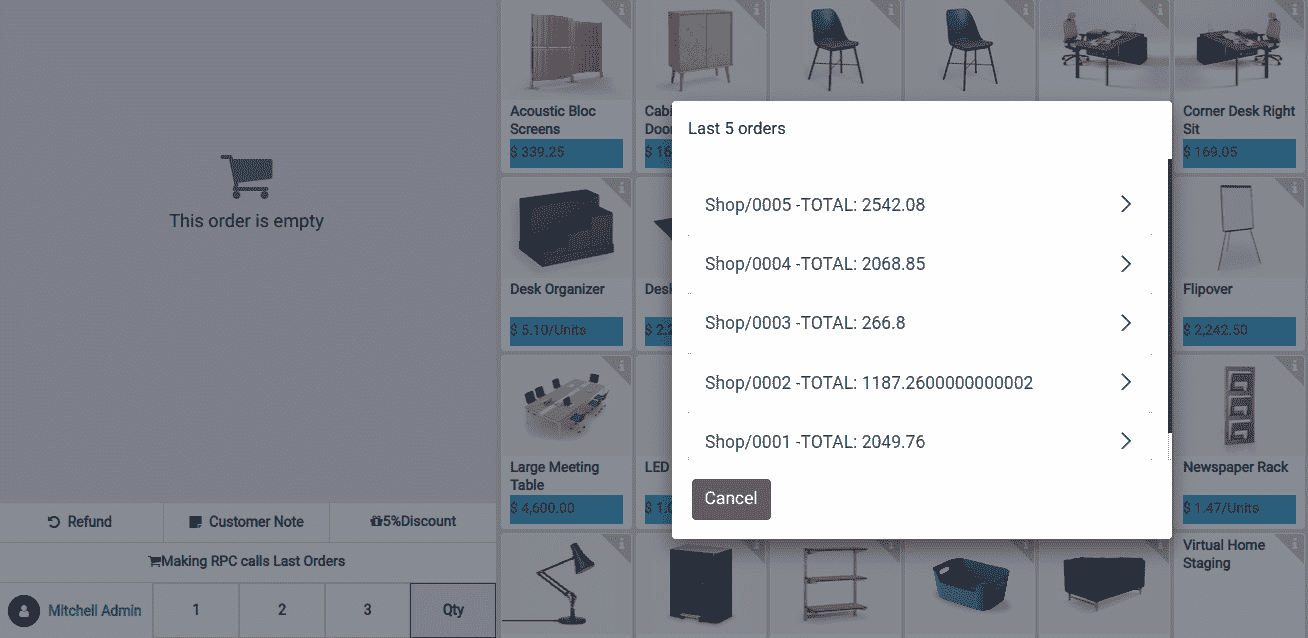 This order is empty
Refund
Customer Note
5%Discount
Making RPC calls Last Orders
Mitchell Admin
1
2
3
Qty
Acoustic Bloc
Screens
$ 339.25
Cabi
Door
$ 16
Corner Desk Right
Sit
$ 169.05
Desk Organizer
$ 5.10/Units
Desk
$ 2,2
Flipover
$ 2,242.50
Large Meeting
Table
$ 4,600.00
LED
$ 1.0
Newspaper Rack
$ 1.47/Units
Virtual Home
Staging
Last 5 orders
Shop/0005 -TOTAL: 2542.08
Shop/0004 -TOTAL: 2068.85
Shop/0003 -TOTAL: 266.8
Shop/0002 -TOTAL: 1187.2600000000002
Shop/0001 -TOTAL: 2049.76
Cancel